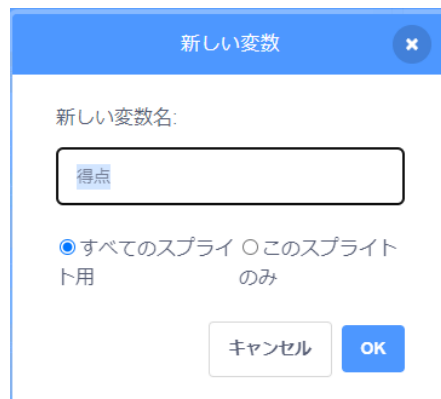 新しい変数
新しい変数名:
得点
すべてのスプライト用
このスプライトのみ
キャンセル
OK